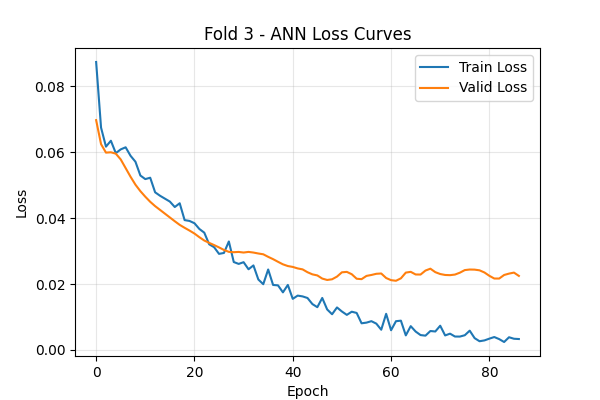 Fold 3 - ANN Loss Curves
Train Loss
Valid Loss
Loss
0.08
0.06
0.04
0.02
0.00
0 20 40 60 80
Epoch